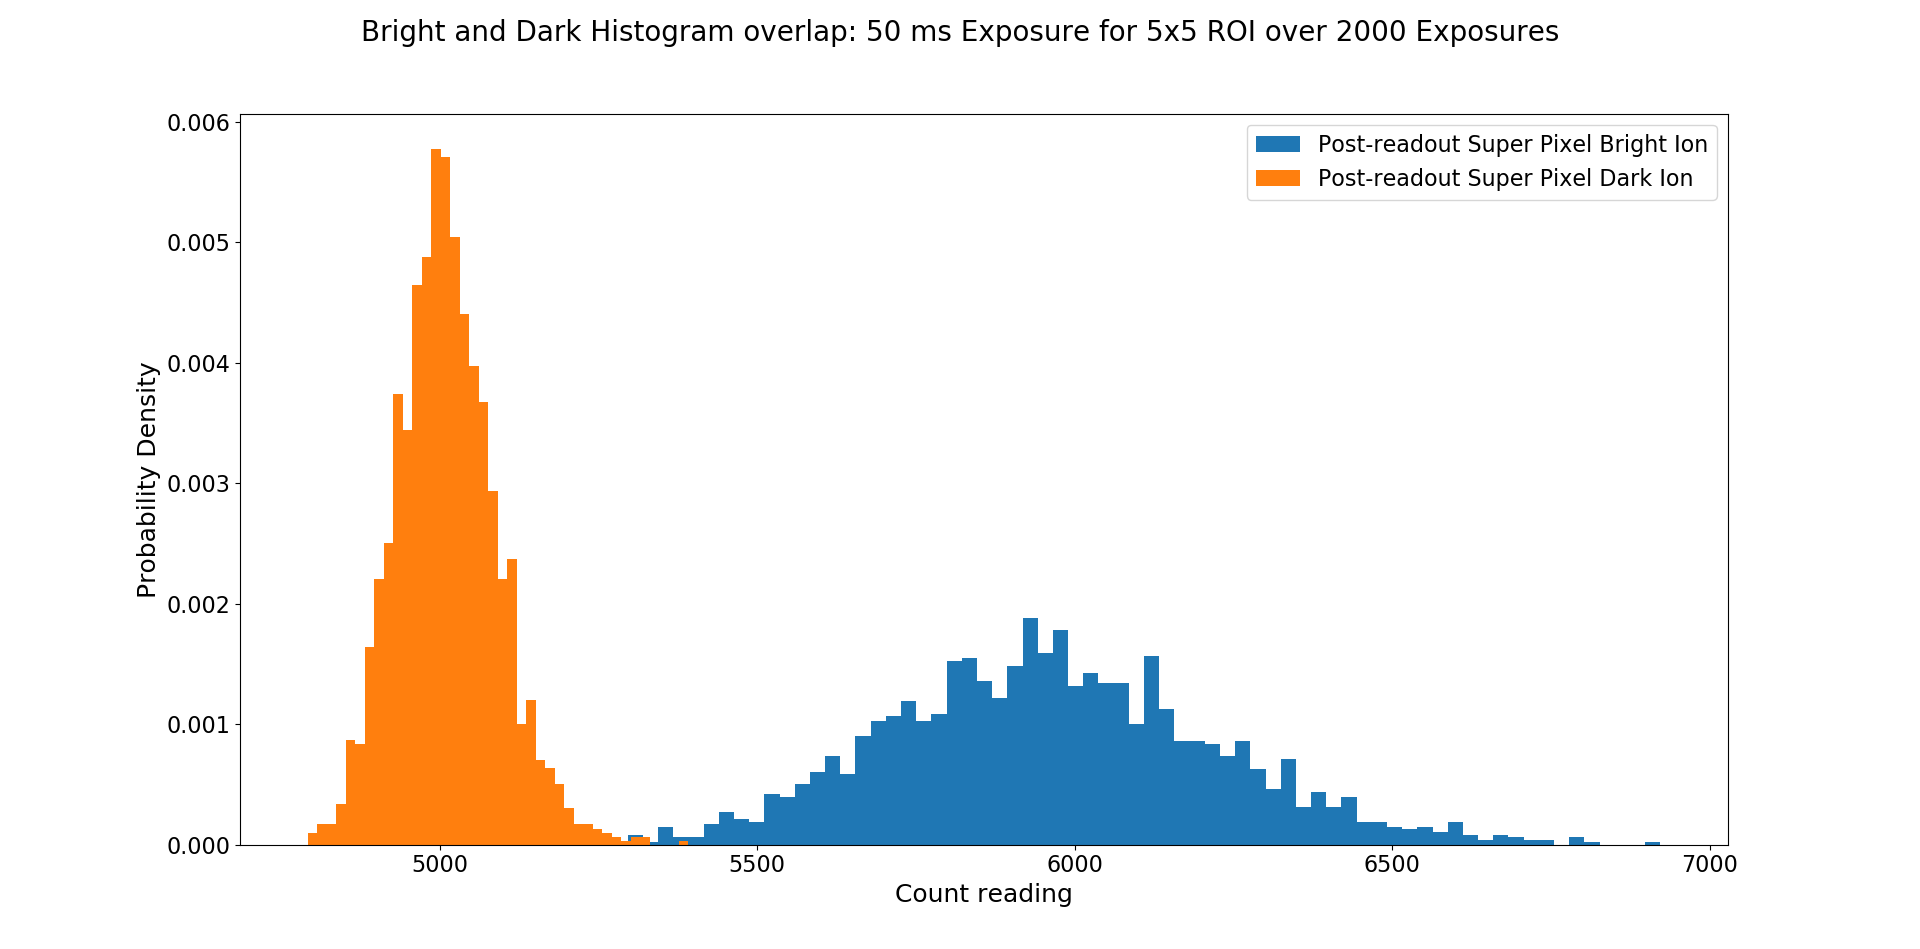 Bright and Dark Histogram overlap: 50 ms Exposure for 5x5 ROI over 2000 Exposures
Post-readout Super Pixel Bright Ion
Post-readout Super Pixel Dark Ion
Probability Density
0.006
0.005
0.004
0.003
0.002
0.001
0.000
5000 5500 6000 6500 7000
Count reading